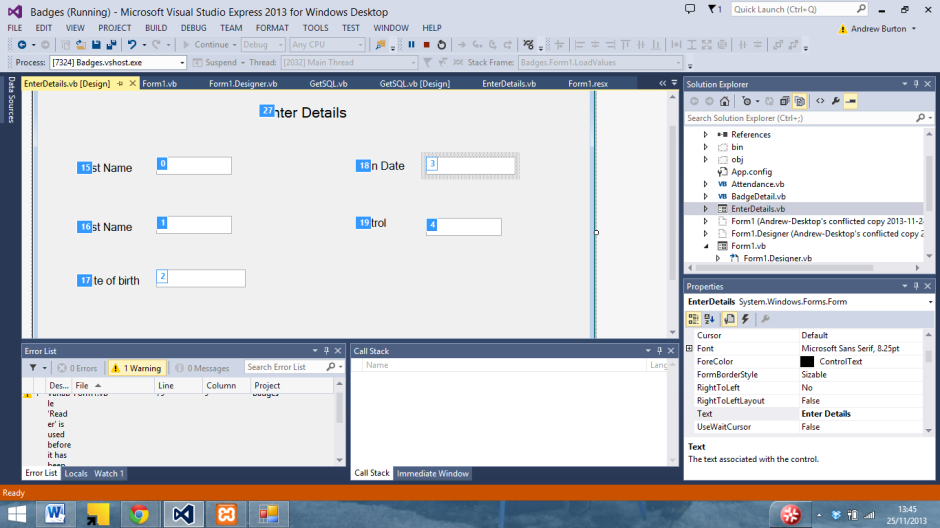 Badges (Running) - Microsoft Visual Studio Express 2013 for Windows Desktop
1
Quick Launch (Ctrl+Q)
FILE EDIT VIEW PROJECT BUILD DEBUG TEAM FORMAT TOOLS TEST WINDOW HELP
Andrew Burton
Continue Debug Any CPU
Process: [7324] Badges.vshost.exe Suspend Thread: [2032] Main Thread Stack Frame: Badges.Form1.LoadValues
Data Sources
EnterDetails.vb [Design] Form1.vb Form1.Designer.vb GetSQL.vb GetSQL.vb [Design] EnterDetails.vb Form1.resx
27 nter Details
15 st Name 0 18 n Date 3
16 st Name 1 19 trol 4
17 te of birth 2
Solution Explorer
Search Solution Explorer (Ctrl+;)
References
bin
obj
App.config
VB Attendance.vb
VB BadgeDetail.vb
EnterDetails.vb
Form1 (Andrew-Desktop's conflicted copy 2013-11-2
Form1.Designer (Andrew-Desktop's conflicted copy 2
Form1.vb
Form1.Designer.vb
Properties
EnterDetails System.Windows.Forms.Form
Cursor Default
Font Microsoft Sans Serif, 8.25pt
ForeColor ControlText
FormBorderStyle Sizable
RightToLeft No
RightToLeftLayout False
Text Enter Details
UseWaitCursor False
Text
The text associated with the control.
Error List
0 Errors 1 Warning 0 Messages Search Error List
Des... File Line Column Project
le
'Read
er' is
used
before
it has
Error List Locals Watch 1
Call Stack
Name Lang
Call Stack Immediate Window
Ready
13:45
25/11/2013